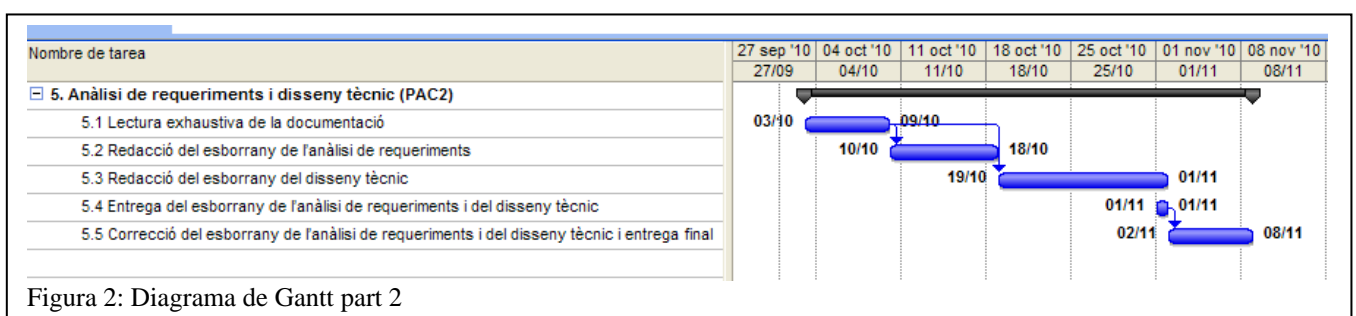 Nombre de tarea
27 sep '10 04 oct '10 11 oct '10 18 oct '10 25 oct '10 01 nov '10 08 nov '10
27/09 04/10 11/10 18/10 25/10 01/11 08/11
5. Anàlisi de requeriments i disseny tècnic (PAC2)
5.1 Lectura exhaustiva de la documentació 03/10 09/10
5.2 Redacció del esborrany de l'anàlisi de requeriments 10/10 18/10
5.3 Redacció del esborrany del disseny tècnic 19/10 01/11
5.4 Entrega del esborrany de l'anàlisi de requeriments i del disseny tècnic 01/11 01/11
5.5 Correcció del esborrany de l'anàlisi de requeriments i del disseny tècnic i entrega final 02/11 08/11
Figura 2: Diagrama de Gantt part 2